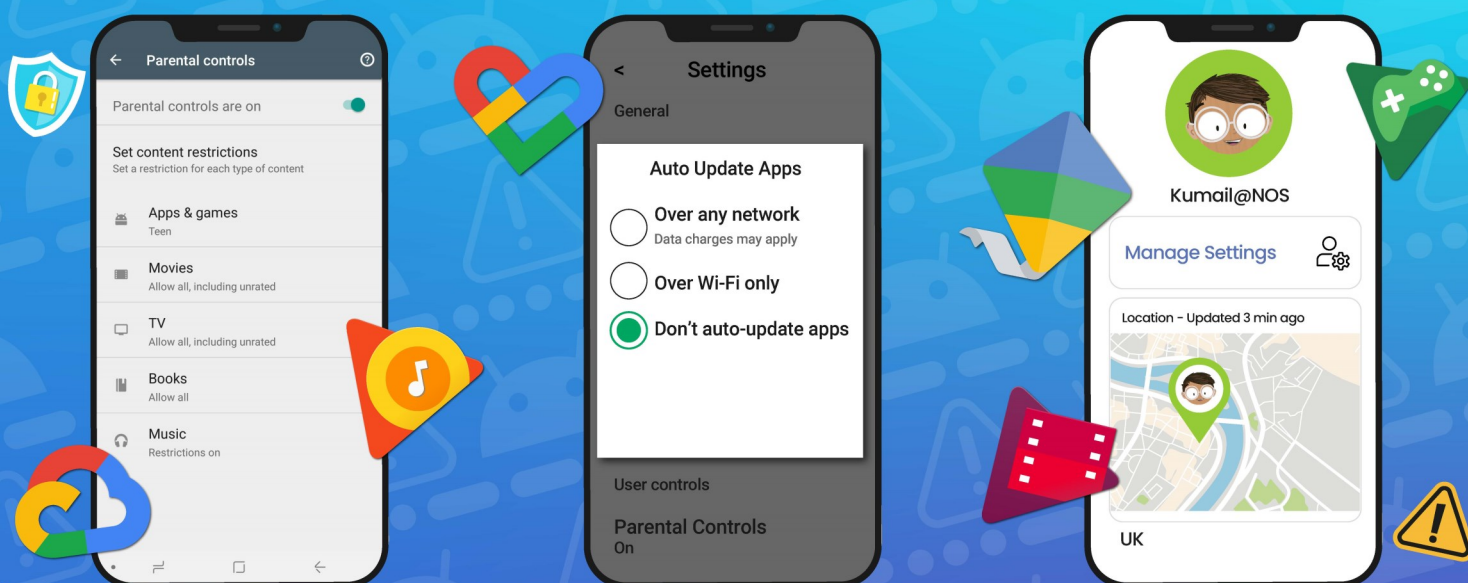 Parental controls
Parental controls are on
Set content restrictions
Set a restriction for each type of content
Apps & games
Teen
Movies
Allow all, including unrated
TV
Allow all, including unrated
Books
Allow all
Music
Restrictions on
< Settings
General
Auto Update Apps
Over any network
Data charges may apply
Over Wi-Fi only
Don't auto-update apps
User controls
Parental Controls
On
Kumail@NOS
Manage Settings
Location - Updated 3 min ago
UK